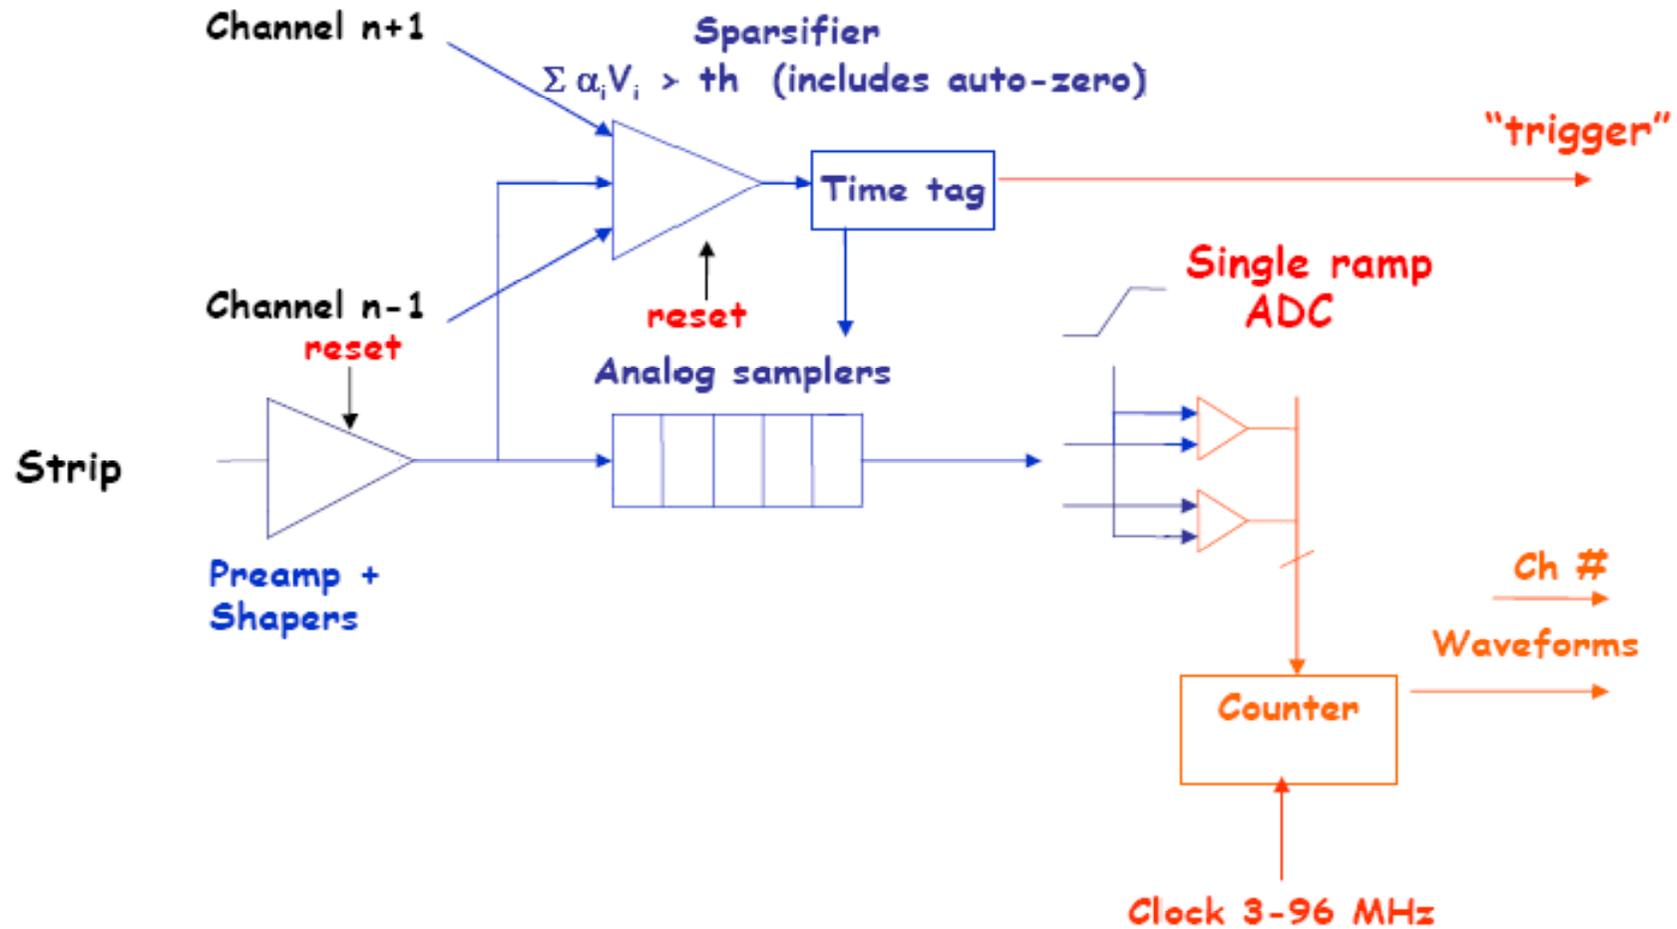 Channel n+1
Sparsifier
Σ αᵢVᵢ > th (includes auto-zero)
"trigger"
Time tag
Channel n-1
reset
reset
Single ramp
ADC
Analog samplers
Strip
Preamp +
Shapers
Ch #
Waveforms
Counter
Clock 3-96 MHz